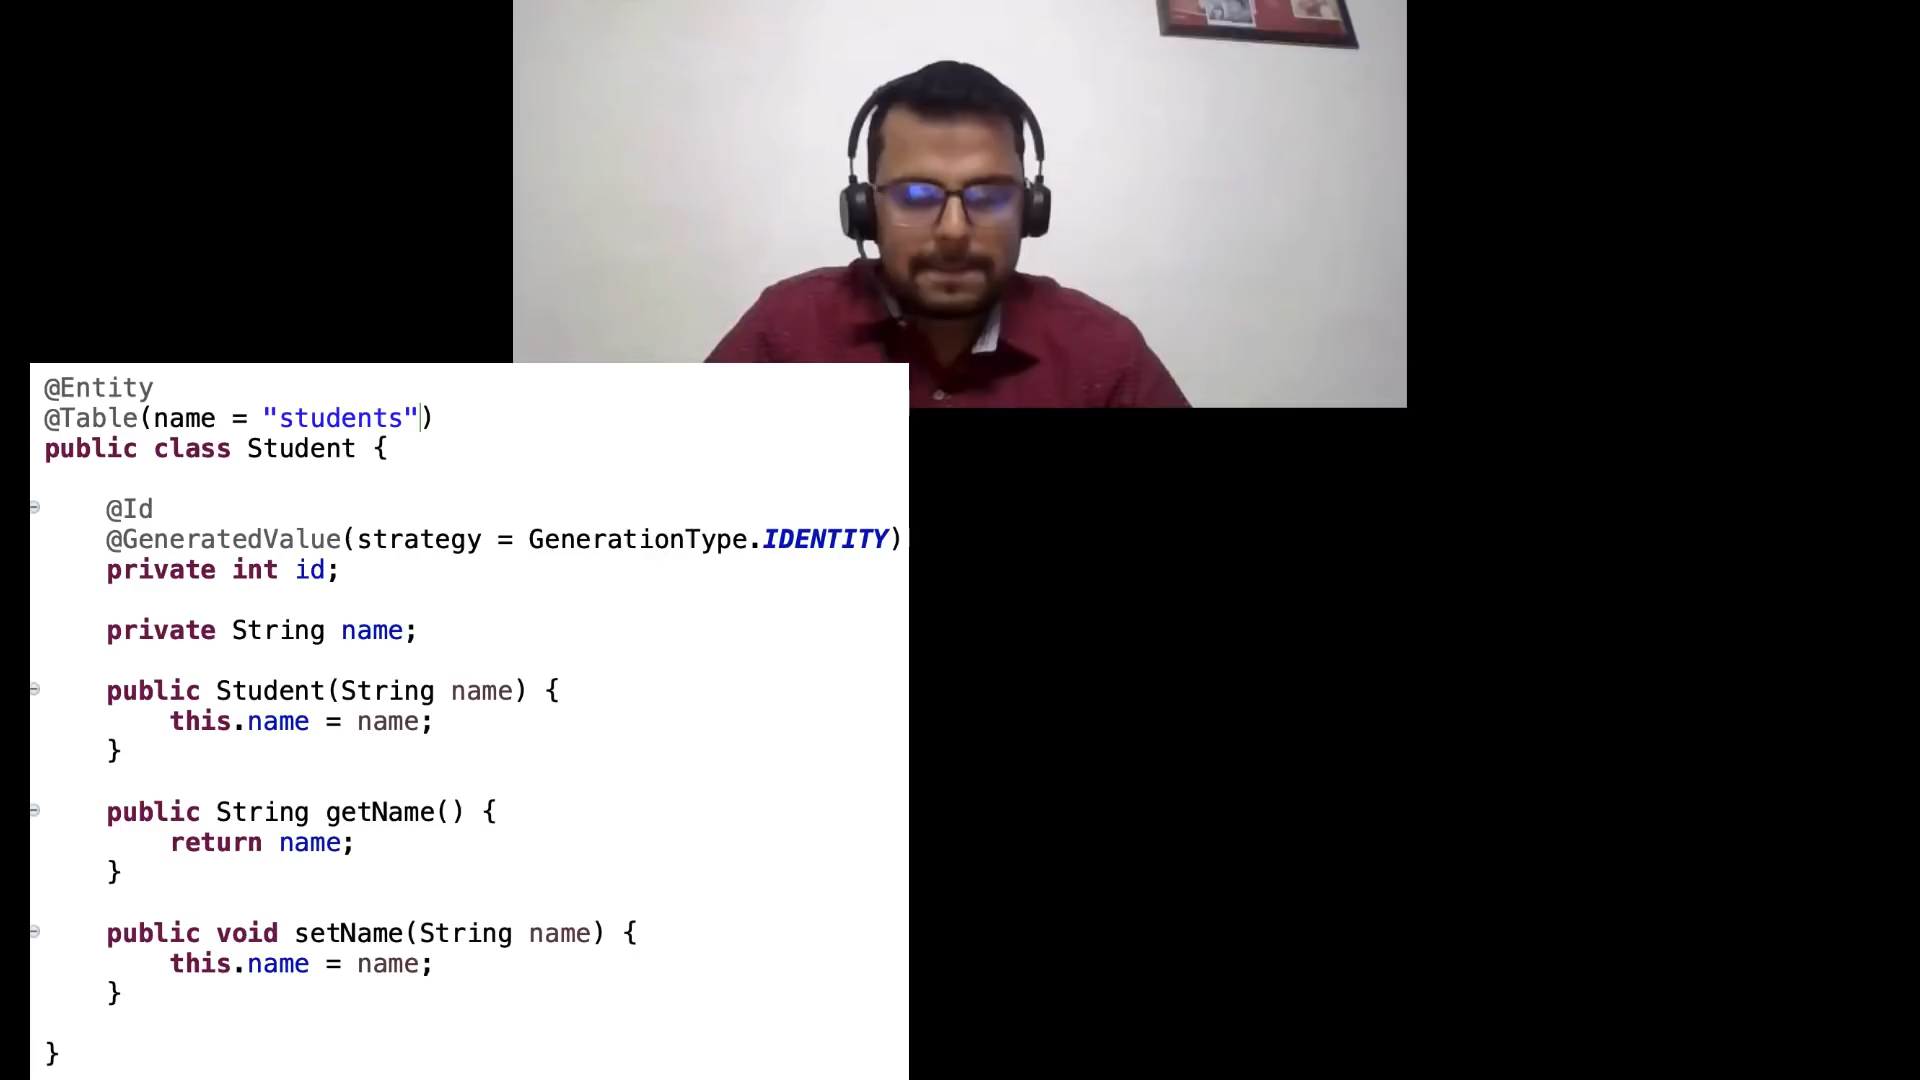 @Entity
@Table(name = "students")
public class Student {
@Id
@GeneratedValue(strategy = GenerationType.IDENTITY)
private int id;
private String name;
public Student(String name) {
this.name = name;
}
public String getName() {
return name;
}
public void setName(String name) {
this.name = name;
}
}